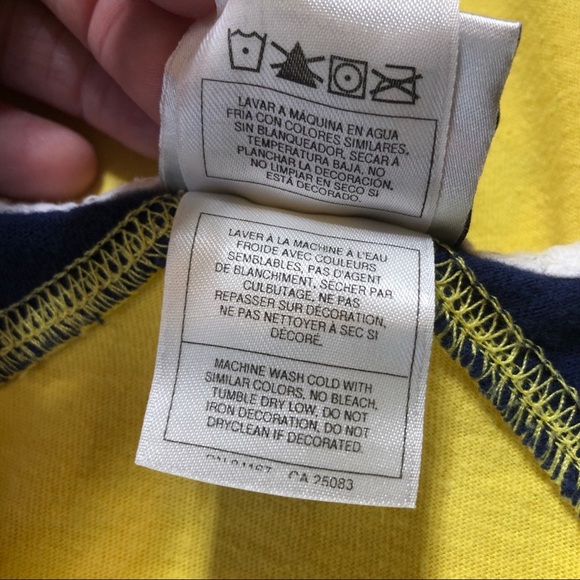 LAVAR A MÁQUINA EN AGUA
FRIA CON COLORES SIMILARES,
SIN BLANQUEADOR, SECAR A
TEMPERATURA BAJA, NO
PLANCHAR LA DECORACIÓN,
NO LIMPIAR EN SECO SI
ESTÁ DECORADO.
LAVER À LA MACHINE À L'EAU
FROIDE AVEC COULEURS
SEMBLABLES, PAS D'AGENT
DE BLANCHIMENT, SÉCHER PAR
CULBUTAGE, NE PAS
REPASSER SUR DÉCORATION,
NE PAS NETTOYER À SEC SI
DÉCORÉ.
MACHINE WASH COLD WITH
SIMILAR COLORS, NO BLEACH,
TUMBLE DRY LOW, DO NOT
IRON DECORATION, DO NOT
DRYCLEAN IF DECORATED.
CA 25083